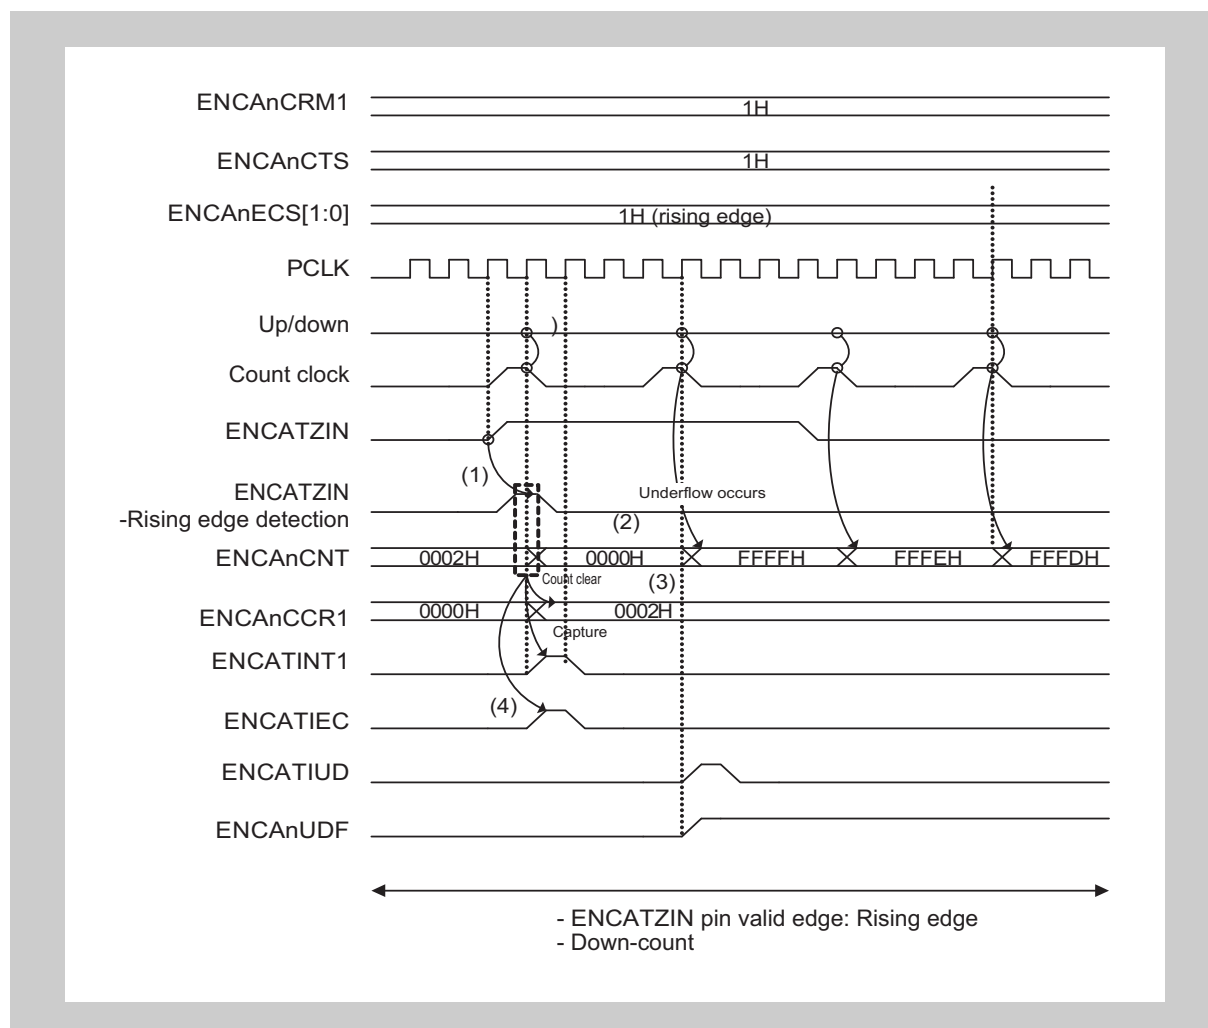 ENCAnCRM1 1H
ENCAnCTS 1H
ENCAnECS[1:0] 1H (rising edge)
PCLK
Up/down )
Count clock
ENCATZIN
(1)
ENCATZIN
-Rising edge detection
Underflow occurs
(2)
ENCAnCNT 0002H 0000H FFFFH FFFEH FFFDH
Count clear (3)
ENCAnCCR1 0000H 0002H
Capture
ENCATINT1
(4)
ENCATIEC
ENCATIUD
ENCAnUDF
- ENCATZIN pin valid edge: Rising edge
- Down-count